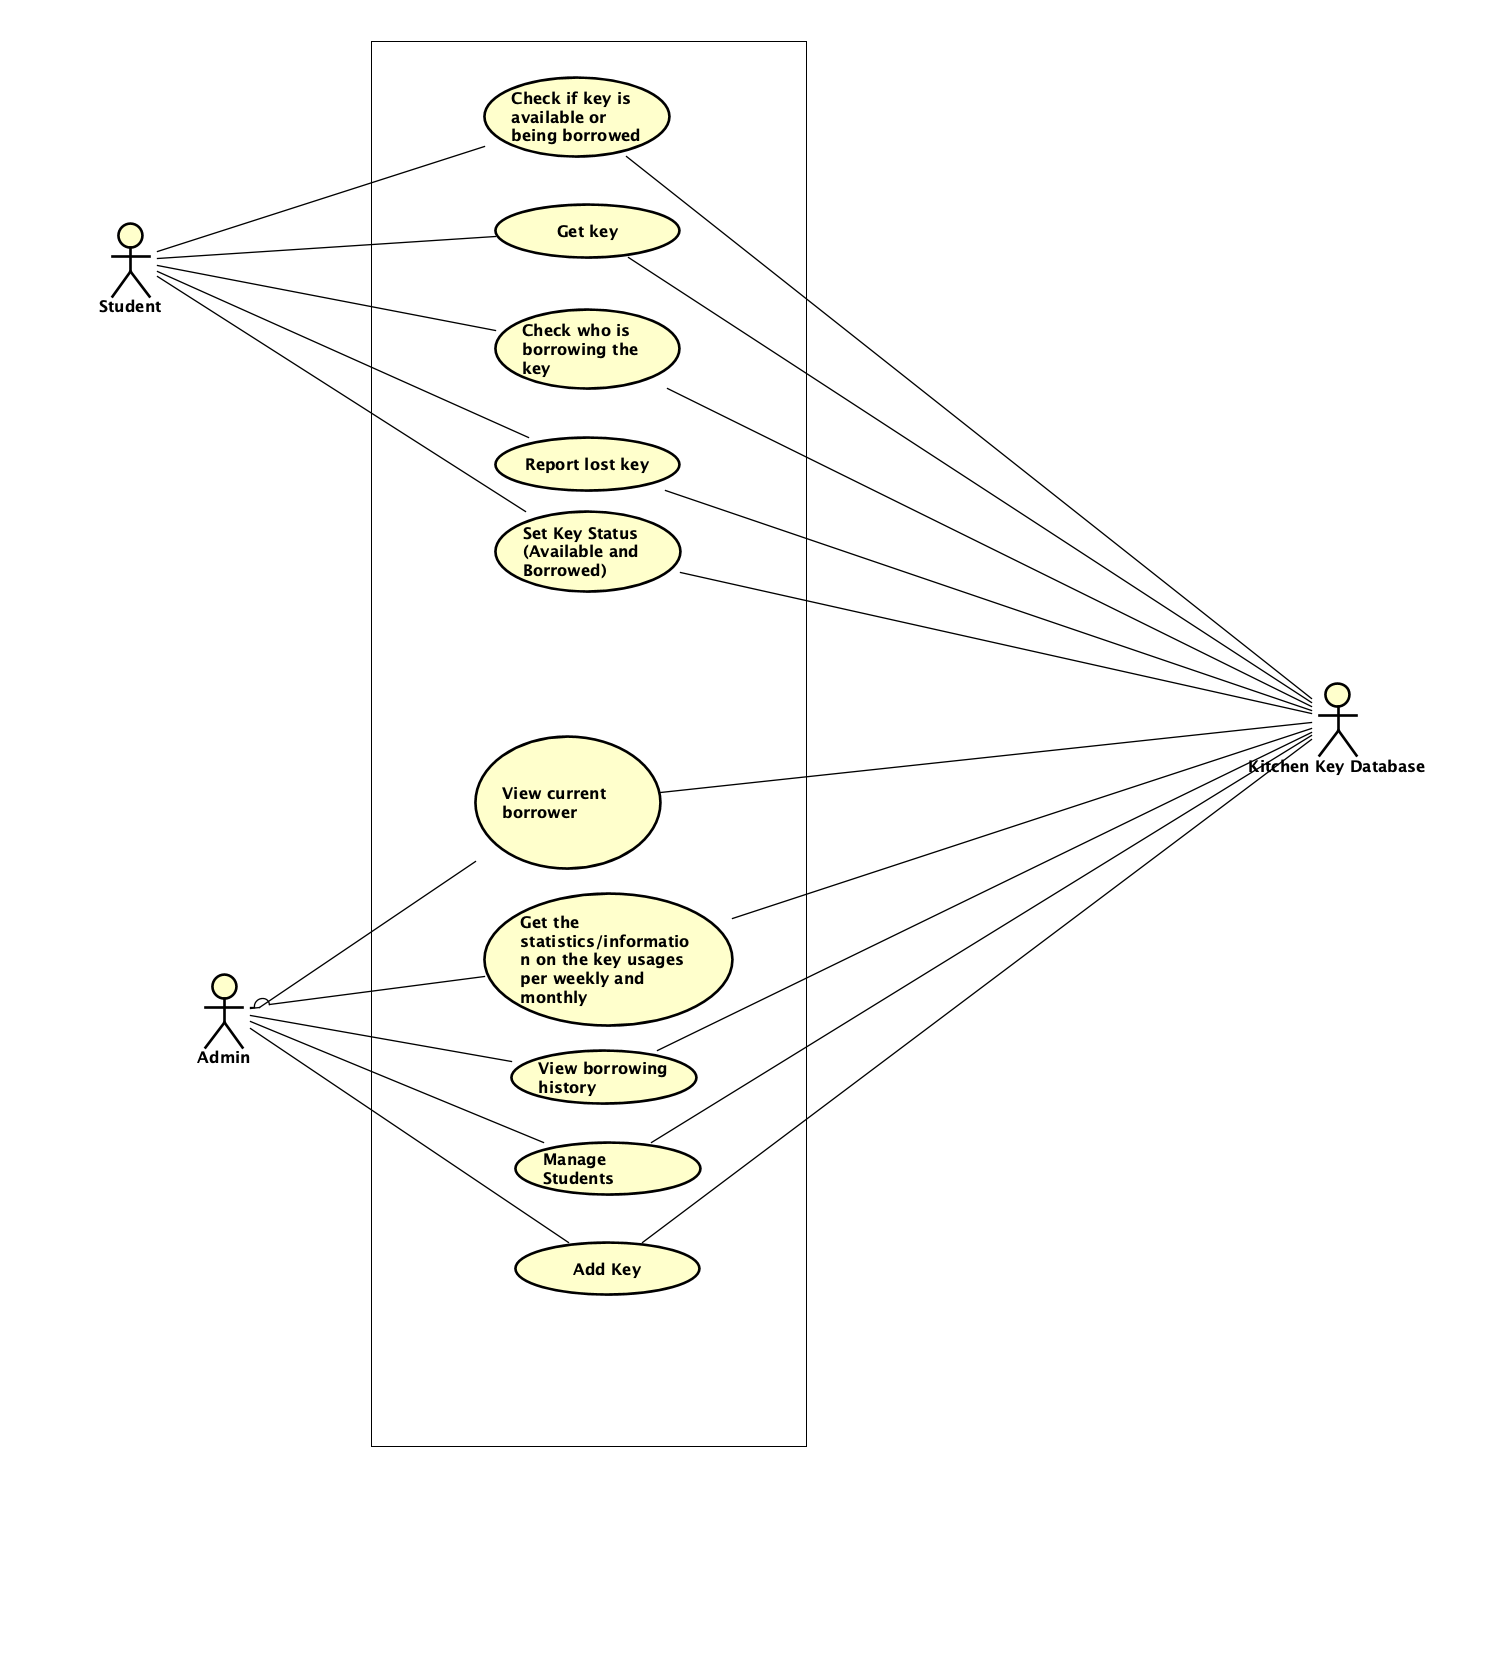 Check if key is
available or
being borrowed
Get key
Student
Check who is
borrowing the
key
Report lost key
Set Key Status
(Available and
Borrowed)
Kitchen Key Database
View current
borrower
Get the
statistics/informatio
n on the key usages
per weekly and
monthly
Admin
View borrowing
history
Manage
Students
Add Key